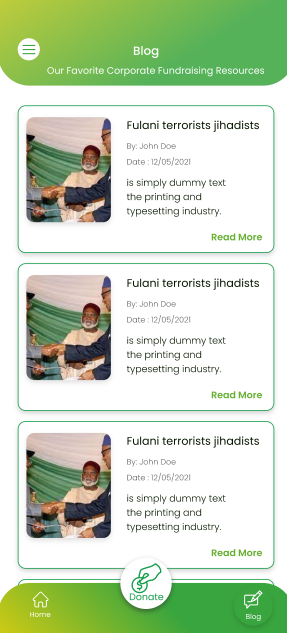 Blog
Our Favorite Corporate Fundraising Resources
Fulani terrorists jihadists
By: John Doe
Date : 12/05/2021
is simply dummy text
the printing and
typesetting industry.
Read More
Fulani terrorists jihadists
By: John Doe
Date : 12/05/2021
is simply dummy text
the printing and
typesetting industry.
Read More
Fulani terrorists jihadists
By: John Doe
Date : 12/05/2021
is simply dummy text
the printing and
typesetting industry.
Read More
Donate
Home
Blog